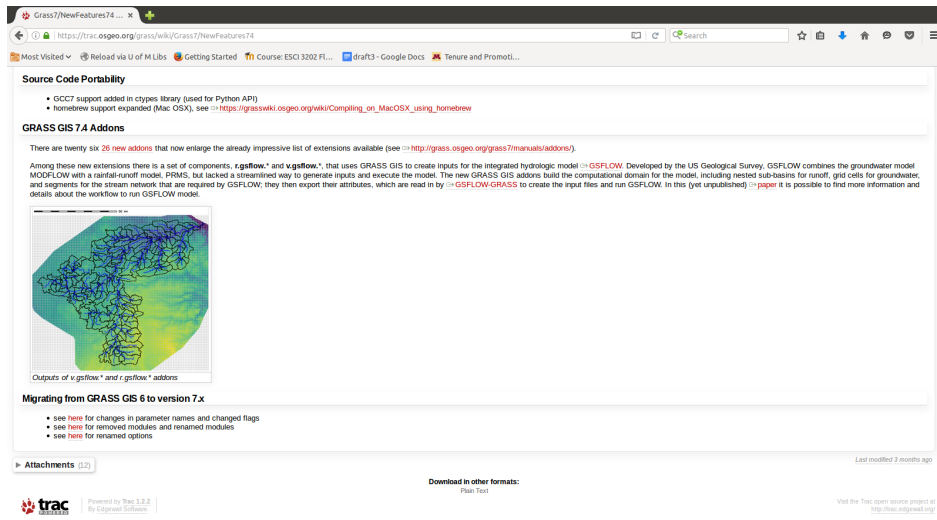 Grass7/NewFeatures74 ... ×
https://trac.osgeo.org/grass/wiki/Grass7/NewFeatures74
Search
Most Visited Reload via U of M Libs Getting Started Course: ESCI 3202 Fl... draft3 - Google Docs Tenure and Promoti...
Source Code Portability
GCC7 support added in ctypes library (used for Python API)
homebrew support expanded (Mac OSX), see https://grasswiki.osgeo.org/wiki/Compiling_on_MacOSX_using_homebrew
GRASS GIS 7.4 Addons
There are twenty six 26 new addons that now enlarge the already impressive list of extensions available (see http://grass.osgeo.org/grass7/manuals/addons/).
Among these new extensions there is a set of components, r.gsflow.* and v.gsflow.*, that uses GRASS GIS to create inputs for the integrated hydrologic model GSFLOW. Developed by the US Geological Survey, GSFLOW combines the groundwater model
MODFLOW with a rainfall-runoff model, PRMS, but lacked a streamlined way to generate inputs and execute the model. The new GRASS GIS addons build the computational domain for the model, including nested sub-basins for runoff, grid cells for groundwater,
and segments for the stream network that are required by GSFLOW; they then export their attributes, which are read in by GSFLOW-GRASS to create the input files and run GSFLOW. In this (yet unpublished) paper it is possible to find more information and
details about the workflow to run GSFLOW model.
Outputs of v.gsflow.* and r.gsflow.* addons
Migrating from GRASS GIS 6 to version 7.x
see here for changes in parameter names and changed flags
see here for removed modules and renamed modules
see here for renamed options
Attachments (12)
Last modified 3 months ago
Download in other formats:
Plain Text
trac
POWERED
Powered by Trac 1.2.2
By Edgewall Software.
Visit the Trac open source project at
http://trac.edgewall.org/